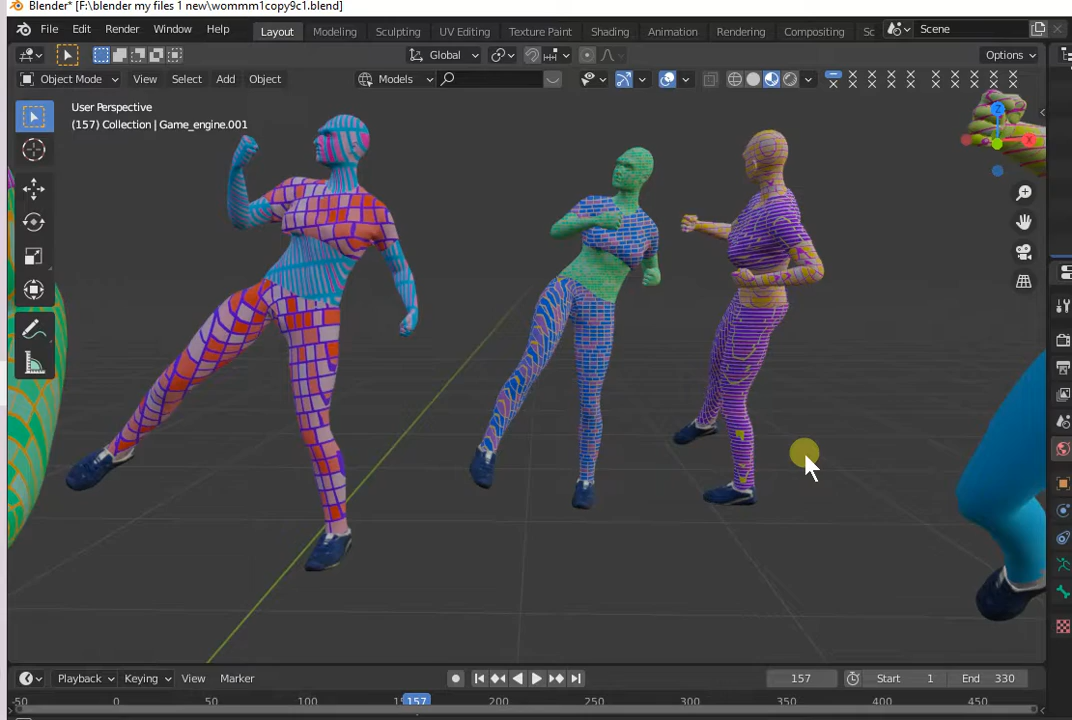 Blender* [F:\blender my files 1 new\wommm1copy9c1.blend]
File Edit Render Window Help Layout Modeling Sculpting UV Editing Texture Paint Shading Animation Rendering Compositing Sc Scene
Global Options
Object Mode View Select Add Object Models
User Perspective
(157) Collection | Game_engine.001
Z
X
Playback Keying View Marker 157 Start 1 End 330
-50 0 50 100 157 200 250 300 350 400 450